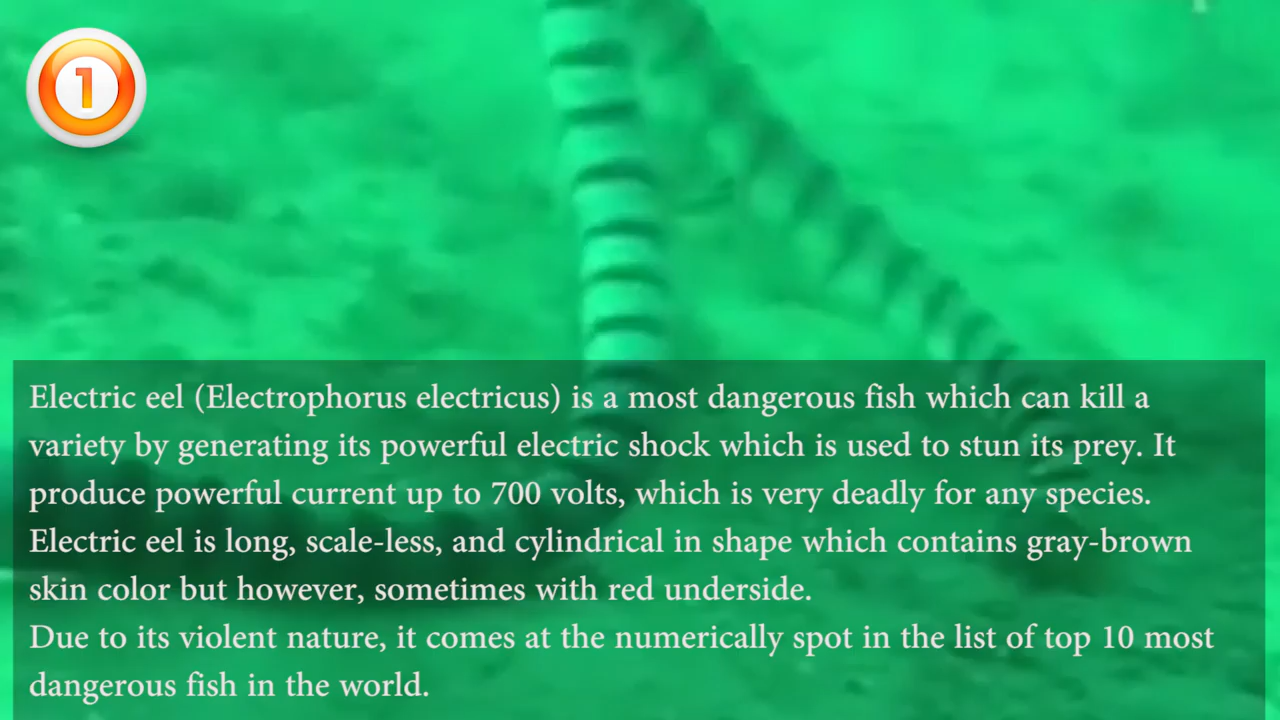 1
Electric eel (Electrophorus electricus) is a most dangerous fish which can kill a
variety by generating its powerful electric shock which is used to stun its prey. It
produce powerful current up to 700 volts, which is very deadly for any species.
Electric eel is long, scale-less, and cylindrical in shape which contains gray-brown
skin color but however, sometimes with red underside.
Due to its violent nature, it comes at the numerically spot in the list of top 10 most
dangerous fish in the world.